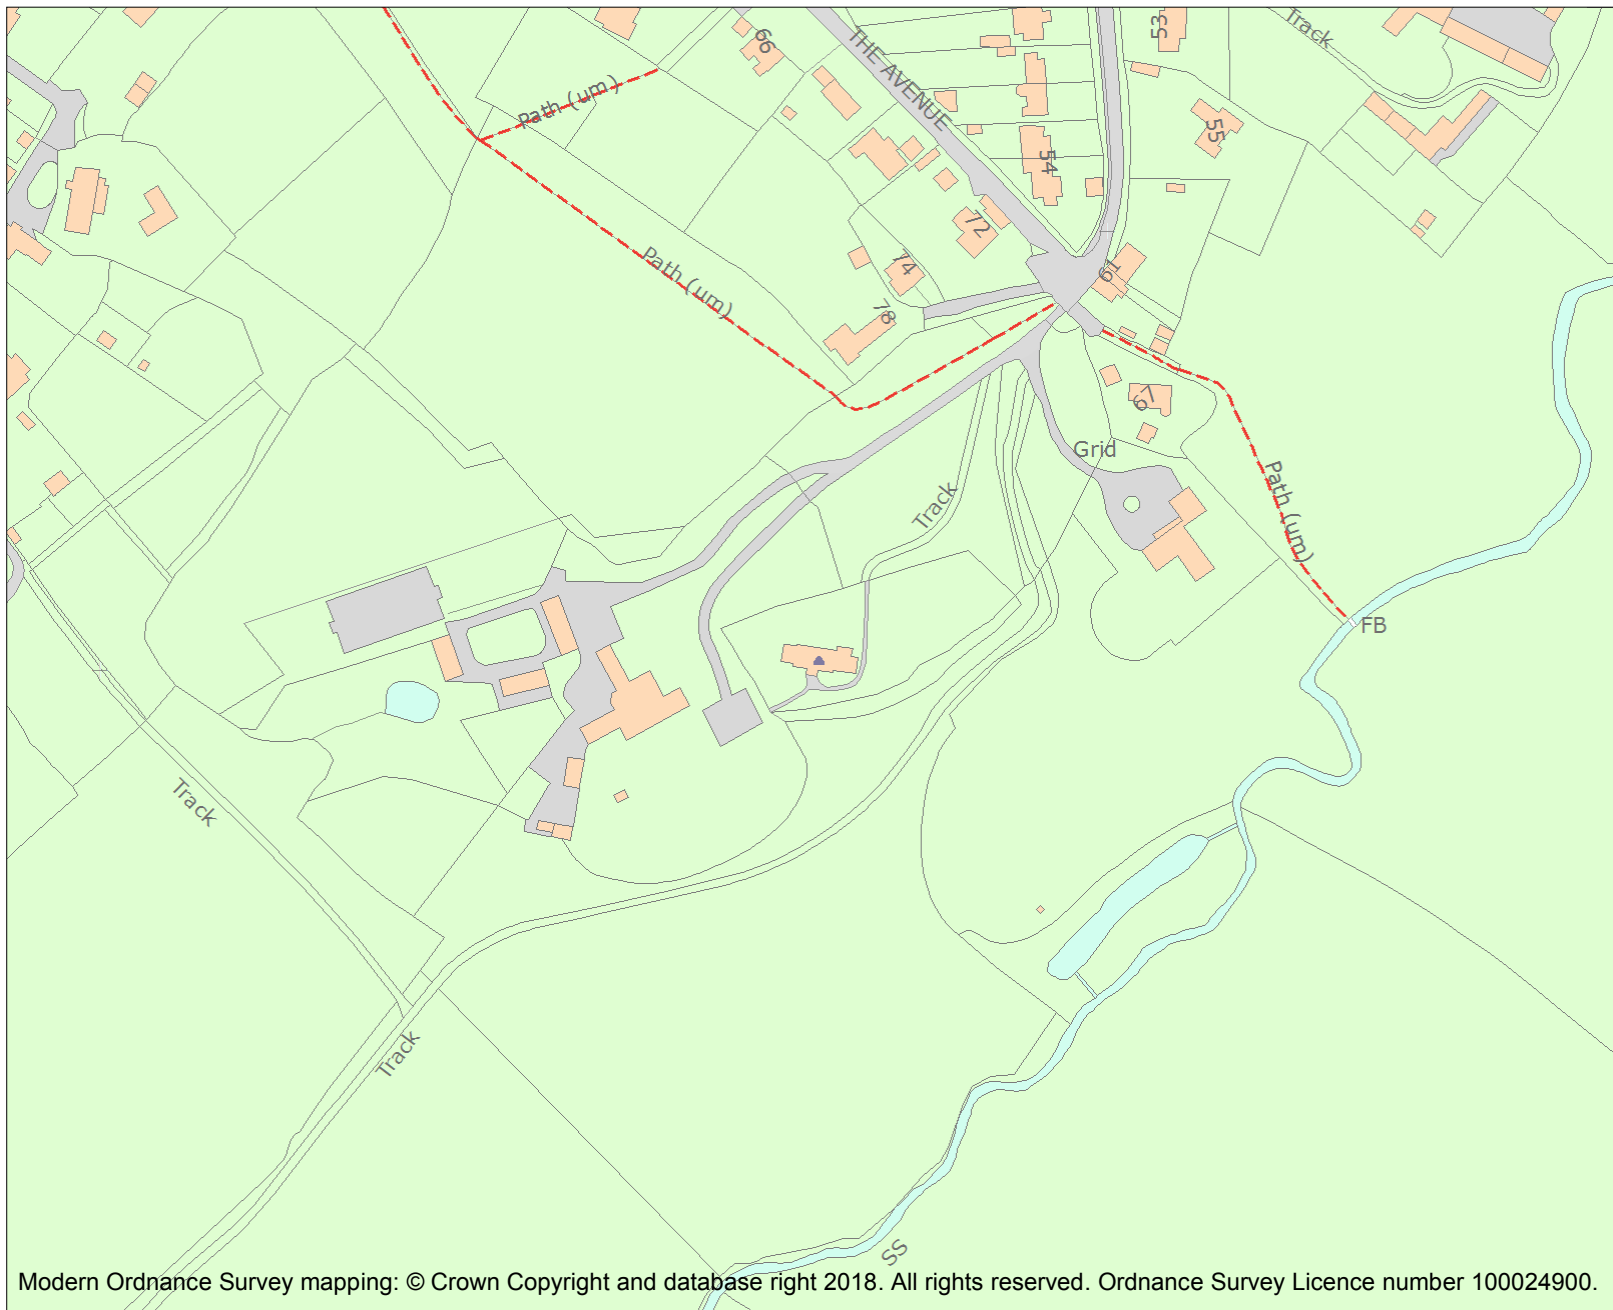 53
Track
66
THE AVENUE
Path (um)
55
54
72
Path (um)
74
61
78
67
Grid
Path (um)
Track
FB
Track
Track
SS
Modern Ordnance Survey mapping: © Crown Copyright and database right 2018. All rights reserved. Ordnance Survey Licence number 100024900.